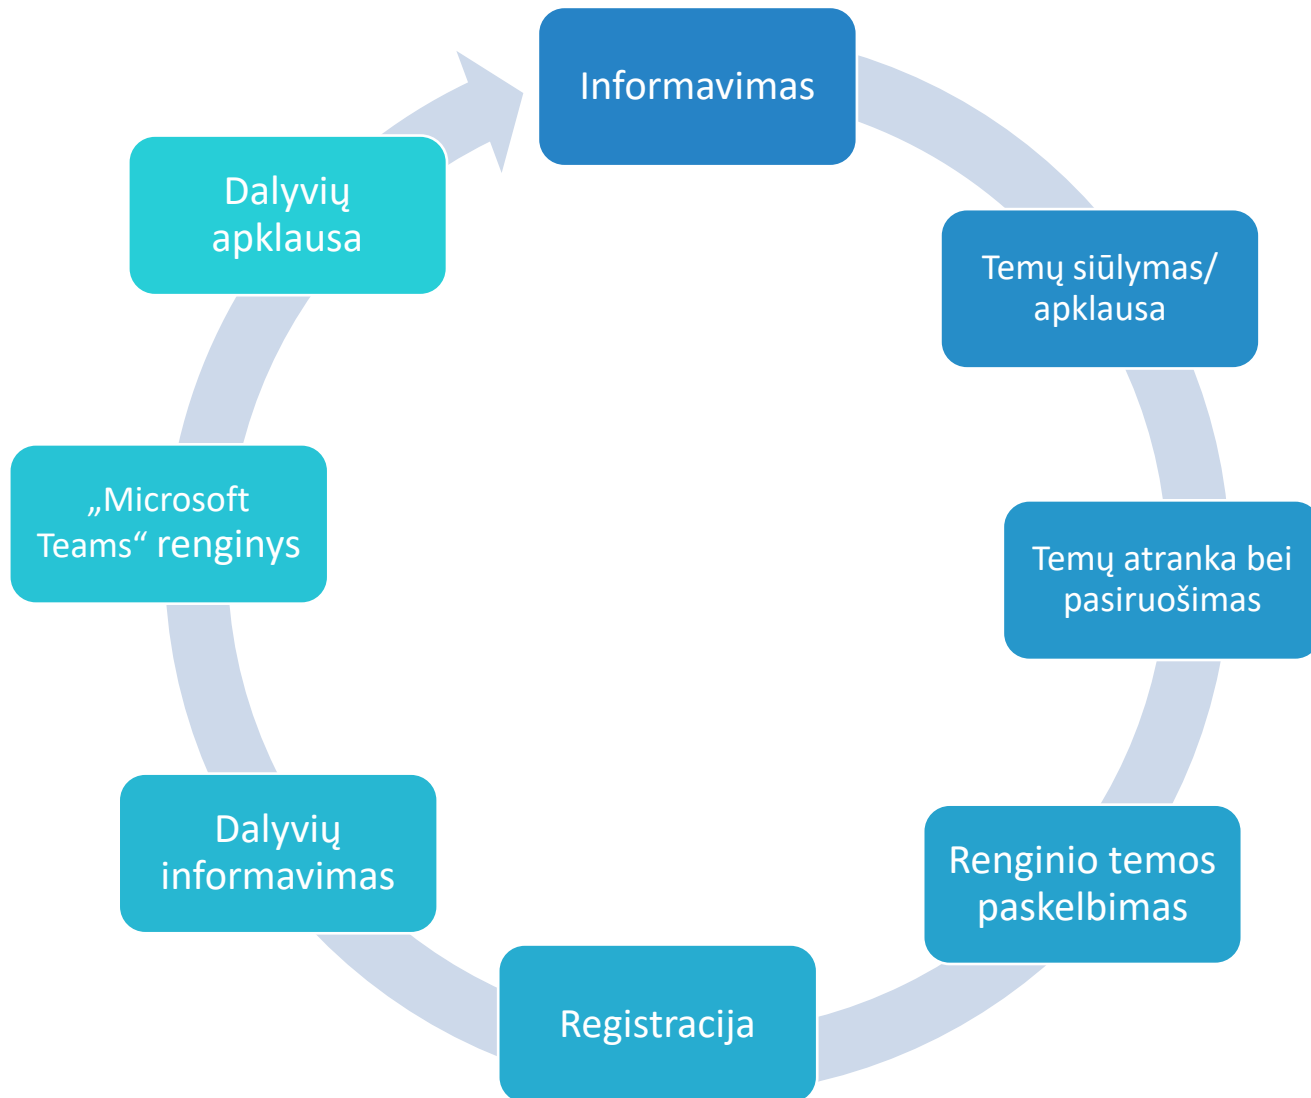 Informavimas
Temų siūlymas/
apklausa
Temų atranka bei
pasiruošimas
Renginio temos
paskelbimas
Registracija
Dalyvių
informavimas
„Microsoft
Teams“ renginys
Dalyvių
apklausa